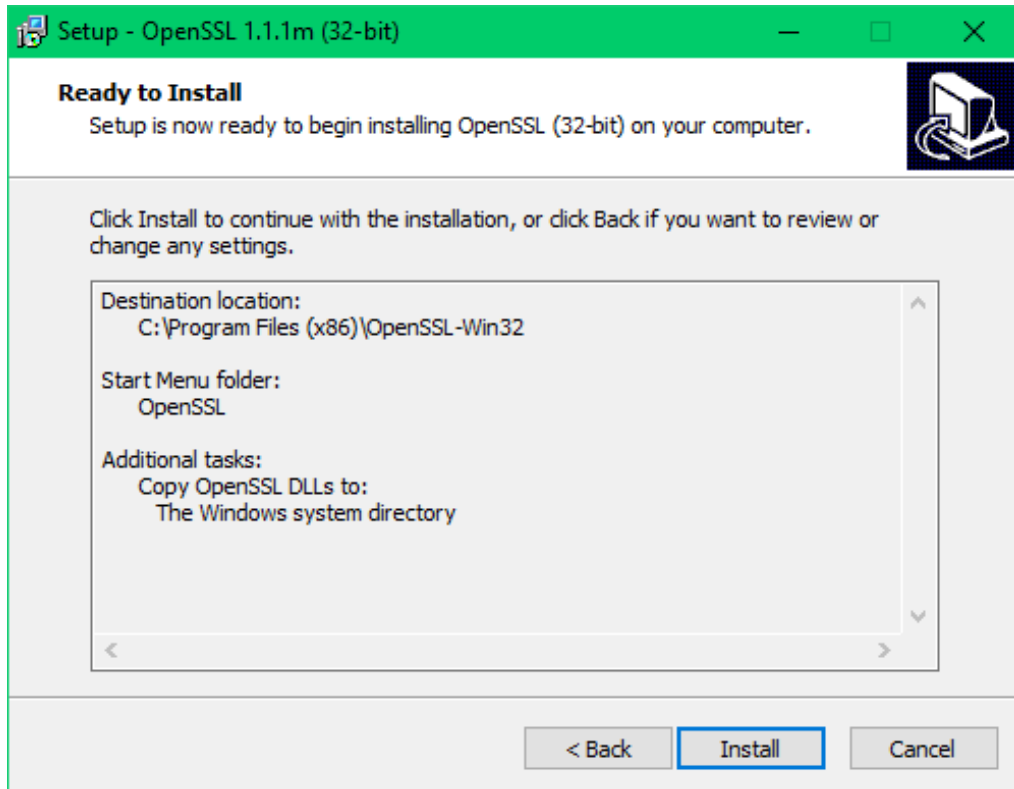 Setup - OpenSSL 1.1.1m (32-bit)
Ready to Install
Setup is now ready to begin installing OpenSSL (32-bit) on your computer.
Click Install to continue with the installation, or click Back if you want to review or
change any settings.
Destination location:
C:\Program Files (x86)\OpenSSL-Win32
Start Menu folder:
OpenSSL
Additional tasks:
Copy OpenSSL DLLs to:
The Windows system directory
< Back
Install
Cancel